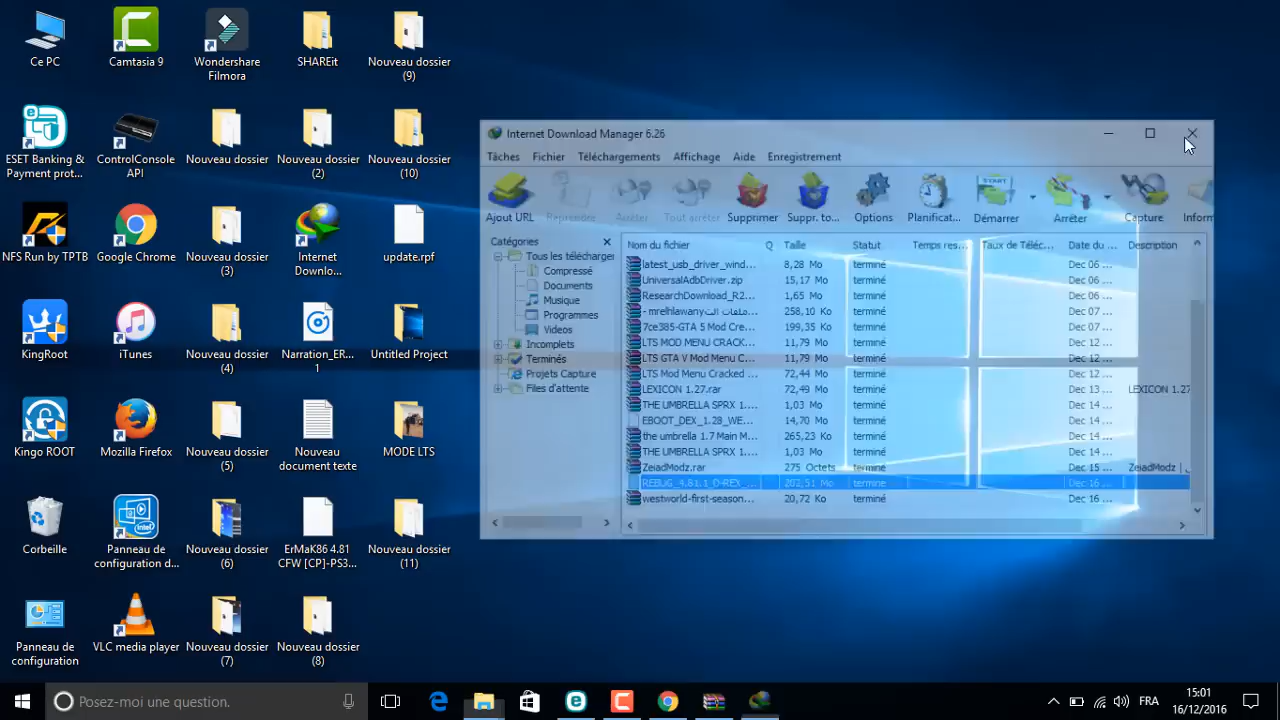 Ce PC
Camtasia 9
Wondershare
Filmora
SHAREit
Nouveau dossier
(9)
ESET Banking &
Payment prot...
ControlConsole
API
Nouveau dossier
Nouveau dossier
(2)
Nouveau dossier
(10)
NFS Run by TPTB
Google Chrome
Nouveau dossier
(3)
Internet
Downlo...
update.rpf
KingRoot
iTunes
Nouveau dossier
(4)
Narration_ER...
1
Untitled Project
Kingo ROOT
Mozilla Firefox
Nouveau dossier
(5)
Nouveau
document texte
MODE LTS
Corbeille
Panneau de
configuration d...
Nouveau dossier
(6)
ErMaK86 4.81
CFW [CP]-PS3...
Nouveau dossier
(11)
Panneau de
configuration
VLC media player
Nouveau dossier
(7)
Nouveau dossier
(8)
Internet Download Manager 6.26
Tâches Fichier Téléchargements Affichage Aide Enregistrement
Ajout URL Reprendre Arrêter Tout arrêter Supprimer Suppr. to... Options Planificat... Démarrer Arrêter Capture Inform
Catégories
Tous les télécharger
Compressé
Documents
Musique
Programmes
Videos
Incomplets
Terminés
Projets Capture
Files d'attente
Nom du fichier Q Taille Statut Temps res... Taux de Téléc... Date du ... Description
latest_usb_driver_wind... 8,28 Mo terminé Dec 06 ...
UniversalAdbDriver.zip 15,17 Mo terminé Dec 06 ...
ResearchDownload_R2... 1,65 Mo terminé Dec 06 ...
- mrelhlawany ملفات الت... 258,10 Ko terminé Dec 07 ...
7ce385-GTA 5 Mod Cre... 199,35 Ko terminé Dec 07 ...
LTS MOD MENU CRACK... 11,79 Mo terminé Dec 12 ...
LTS GTA V Mod Menu C... 11,79 Mo terminé Dec 12 ...
LTS Mod Menu Cracked ... 72,44 Mo terminé Dec 12 ...
LEXICON 1.27.rar 72,49 Mo terminé Dec 13 ... LEXICON 1.27
THE UMBRELLA SPRX 1.... 1,03 Mo terminé Dec 14 ...
EBOOT_DEX_1.28_WE... 14,70 Mo terminé Dec 14 ...
the umbrella 1.7 Main M... 265,23 Ko terminé Dec 14 ...
THE UMBRELLA SPRX 1.... 1,03 Mo terminé Dec 14 ...
ZeiadModz.rar 275 Octets terminé Dec 15 ... ZeiadModz |
REBUG_4.81.1_D-REX_... 202,51 Mo terminé Dec 16 ...
westworld-first-season... 20,72 Ko terminé Dec 16 ...
Posez-moi une question.
FRA
15:01
16/12/2016